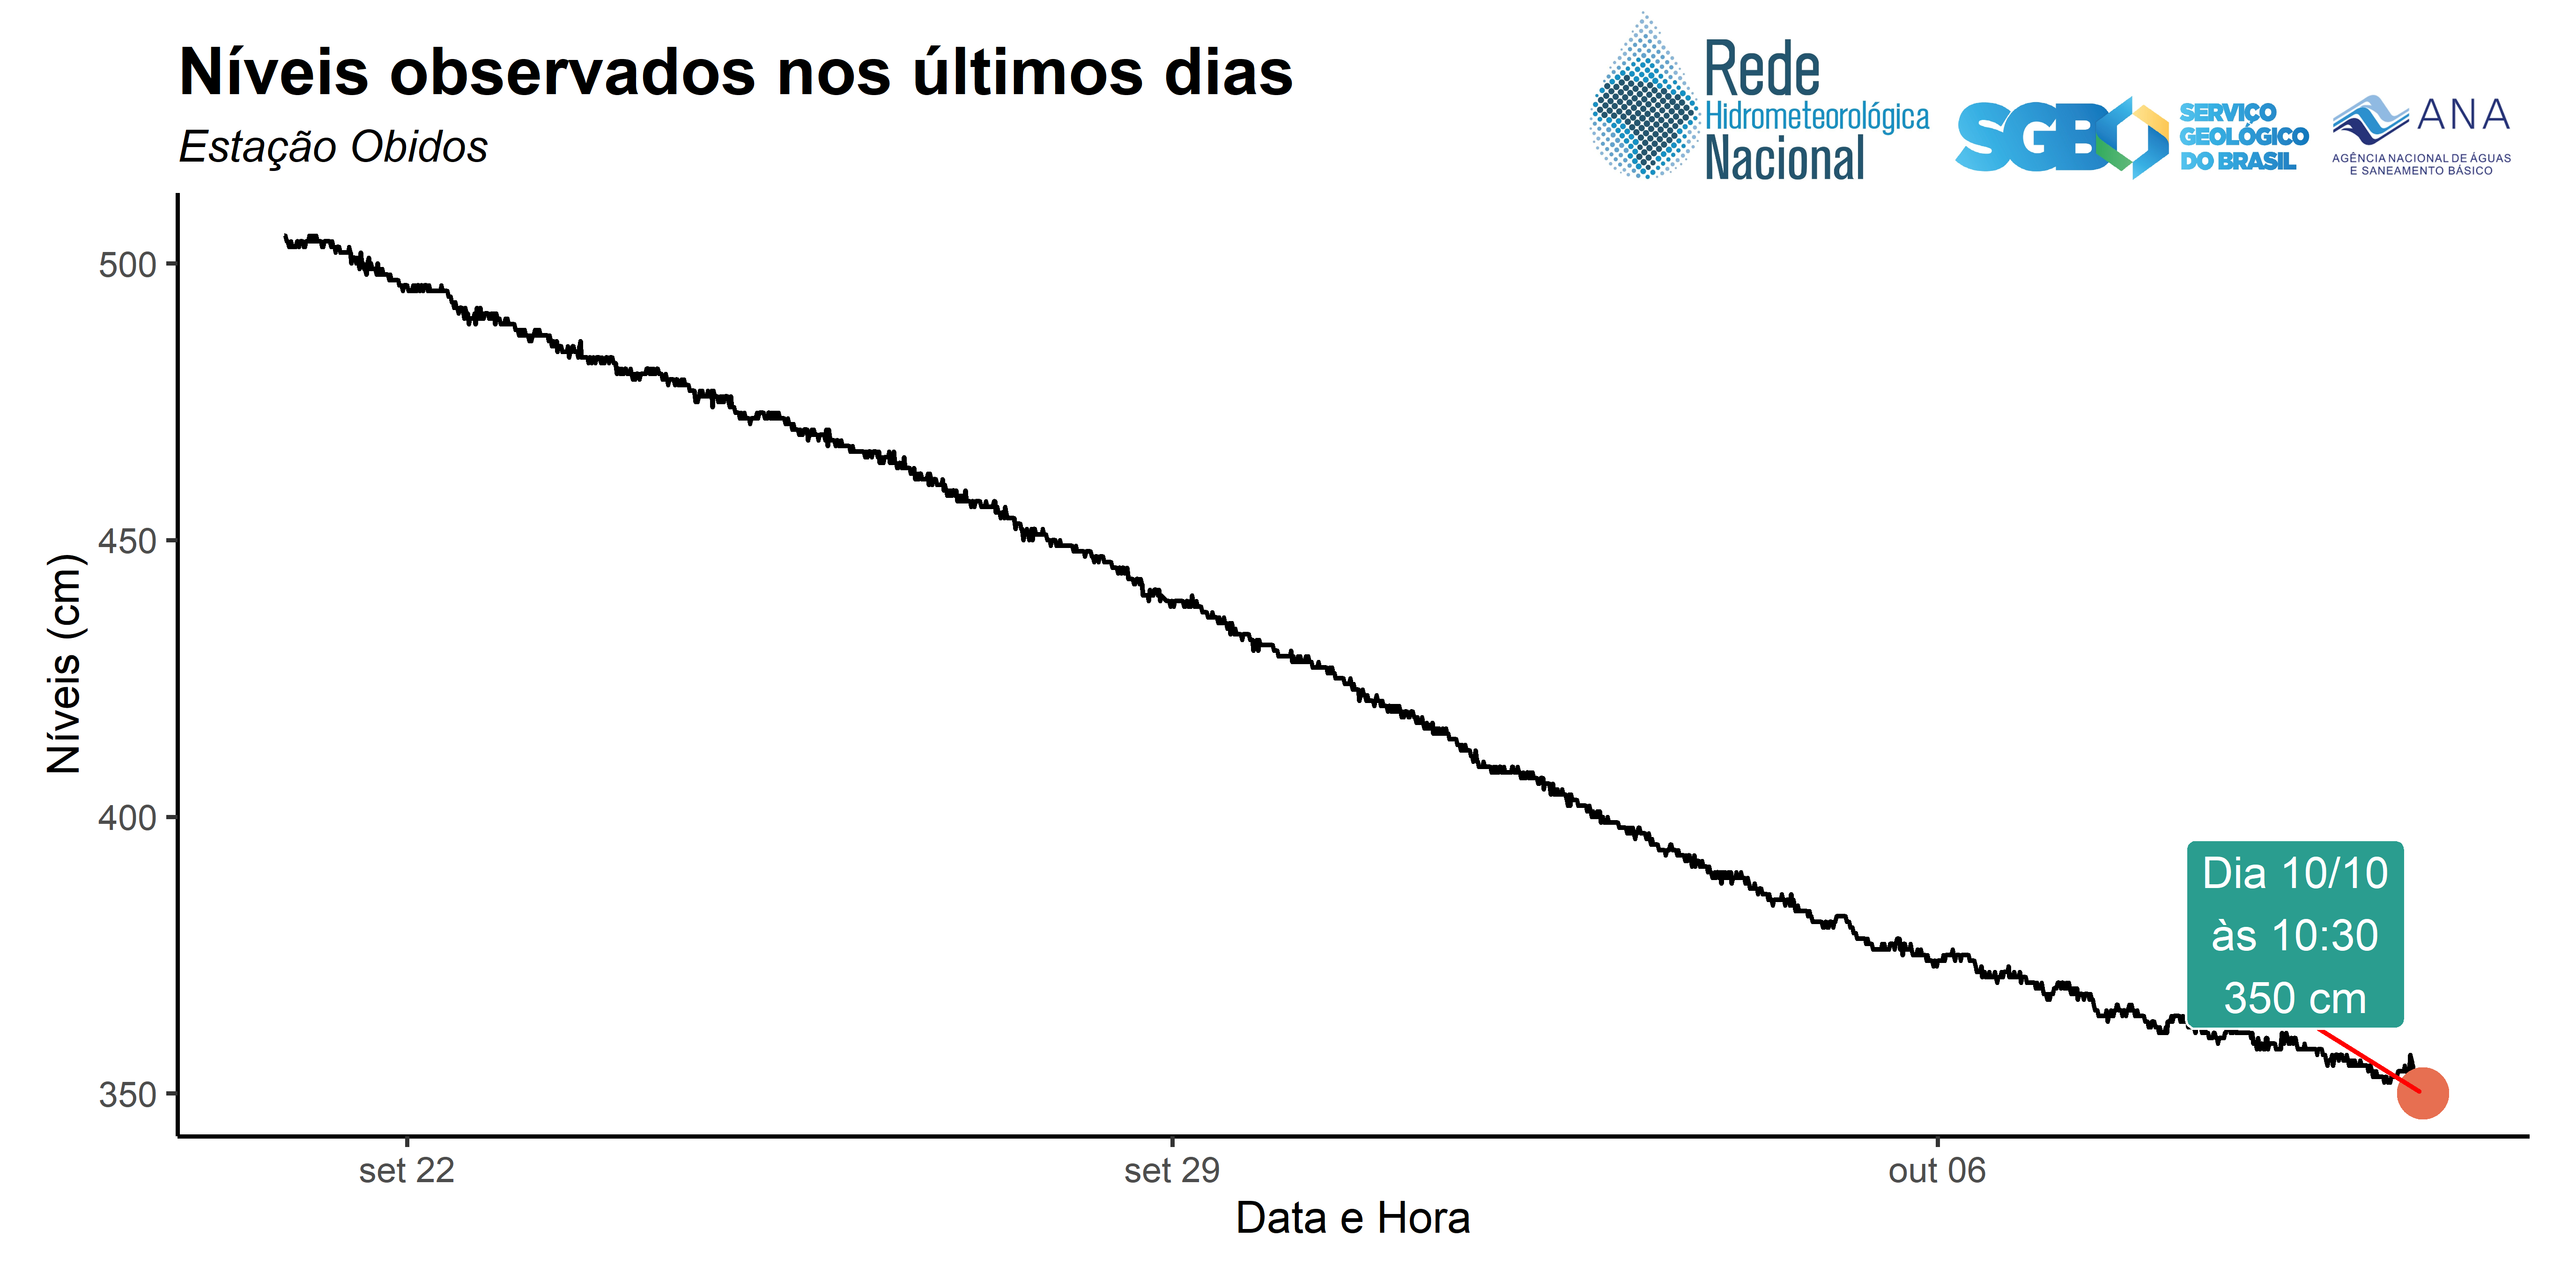 Níveis observados nos últimos dias
Estação Obidos
Rede
Hidrometeorológica
Nacional
SGB
SERVIÇO
GEOLÓGICO
DO BRASIL
ANA
AGÊNCIA NACIONAL DE ÁGUAS
E SANEAMENTO BÁSICO
Níveis (cm)
500
450
400
350
Dia 10/10
às 10:30
350 cm
set 22
set 29
out 06
Data e Hora